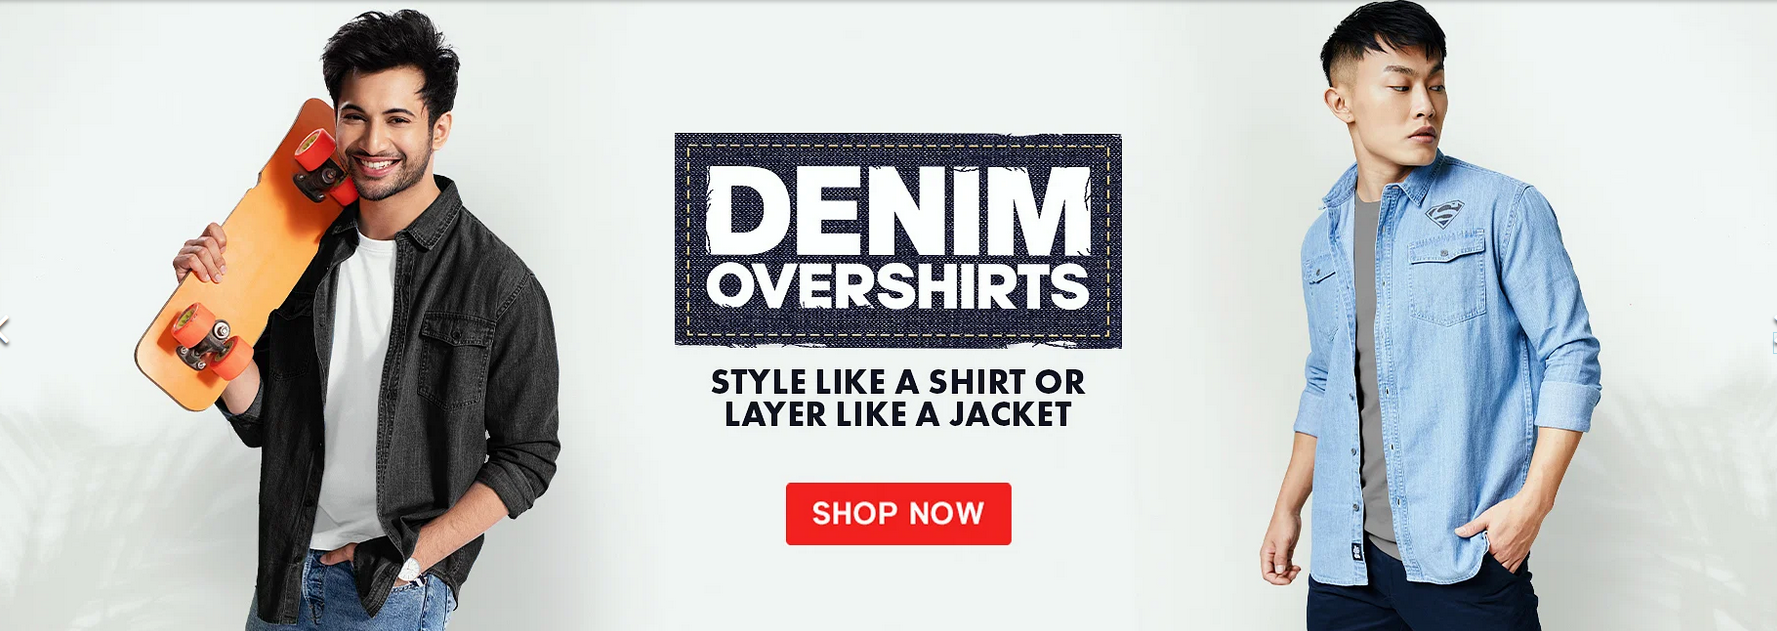 DENIM
OVERSHIRTS
STYLE LIKE A SHIRT OR
LAYER LIKE A JACKET
SHOP NOW